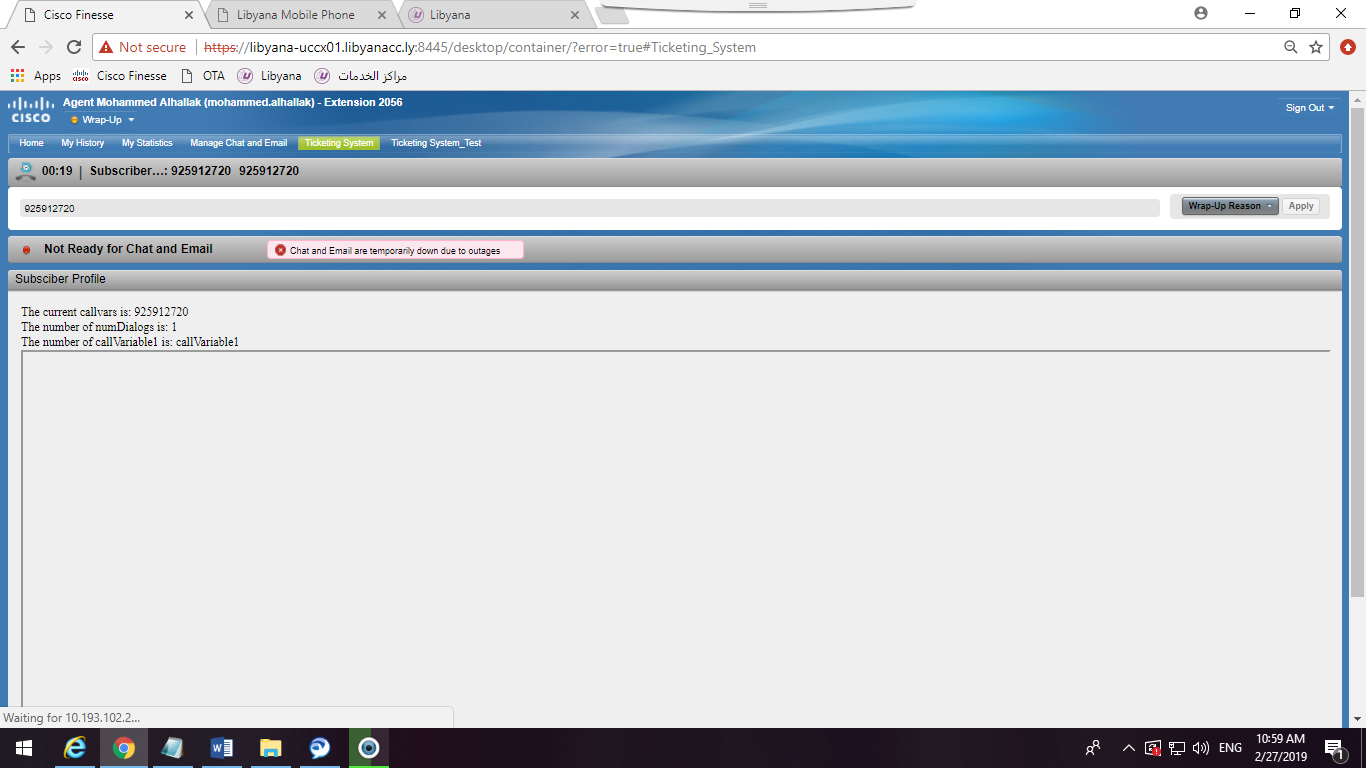 Cisco Finesse
Libyana Mobile Phone
Libyana
Not secure
https://libyana-uccx01.libyanacc.ly:8445/desktop/container/?error=true#Ticketing_System
Apps
Cisco Finesse
OTA
Libyana
مراكز الخدمات
CISCO
Agent Mohammed Alhallak (mohammed.alhallak) - Extension 2056
Wrap-Up
Sign Out
Home
My History
My Statistics
Manage Chat and Email
Ticketing System
Ticketing System_Test
00:19 | Subscriber...: 925912720 925912720
925912720
Wrap-Up Reason
Apply
Not Ready for Chat and Email
Chat and Email are temporarily down due to outages
Subsciber Profile
The current callvars is: 925912720
The number of numDialogs is: 1
The number of callVariable1 is: callVariable1
Waiting for 10.193.102.2...
ENG
10:59 AM
2/27/2019
1